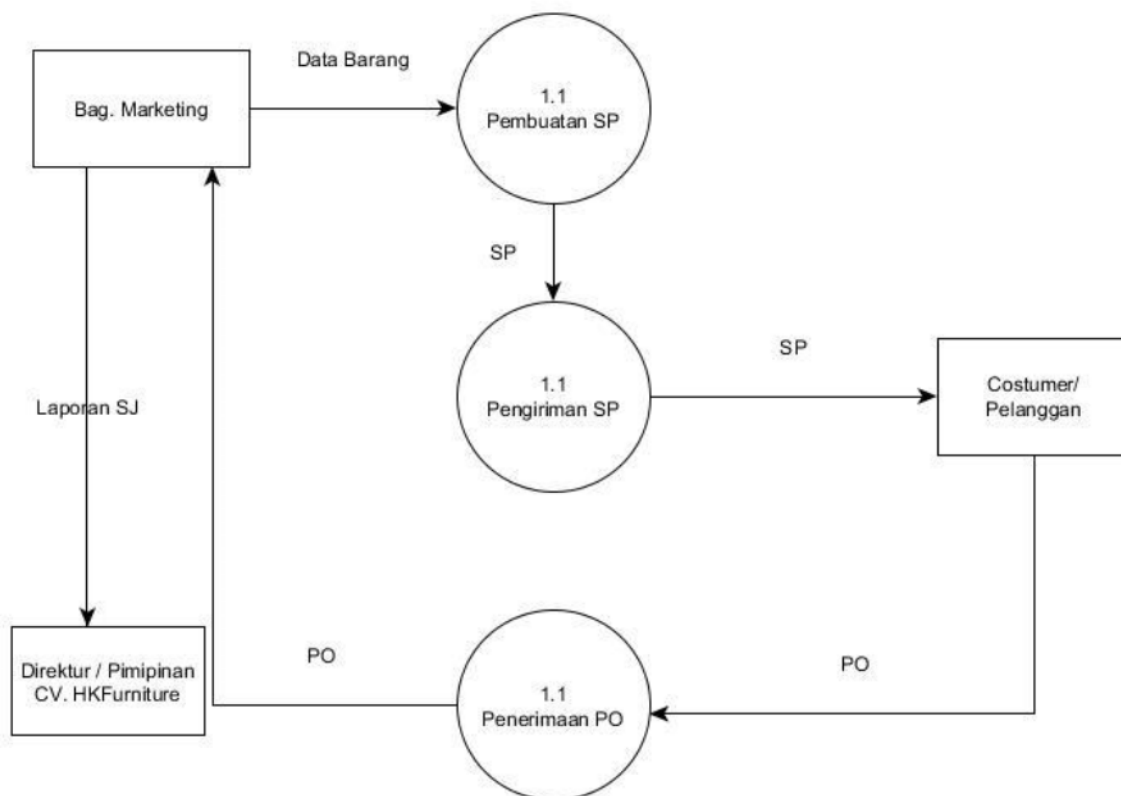 Data Barang
Bag. Marketing
1.1
Pembuatan SP
SP
SP
1.1
Pengiriman SP
Costumer/
Pelanggan
Laporan SJ
Direktur / Pimipinan
CV. HKFurniture
PO
1.1
Penerimaan PO
PO